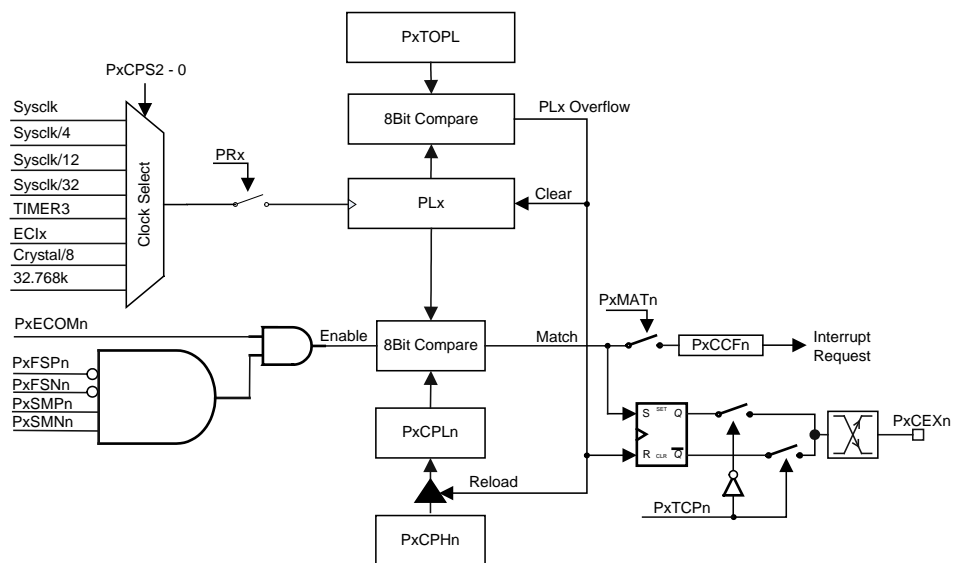 PxTOPL
PxCPS2 - 0
Sysclk
Sysclk/4
Sysclk/12
Sysclk/32
TIMER3
ECIx
Crystal/8
32.768k
Clock Select
PRx
8Bit Compare
PLx Overflow
PLx
Clear
PxECOMn
PxFSPn
PxFSNn
PxSMPn
PxSMNn
Enable
8Bit Compare
Match
PxMATn
PxCCFn
Interrupt
Request
PxCPLn
Reload
PxCPHn
S SET Q
R CLR Q
PxTCPn
PxCEXn